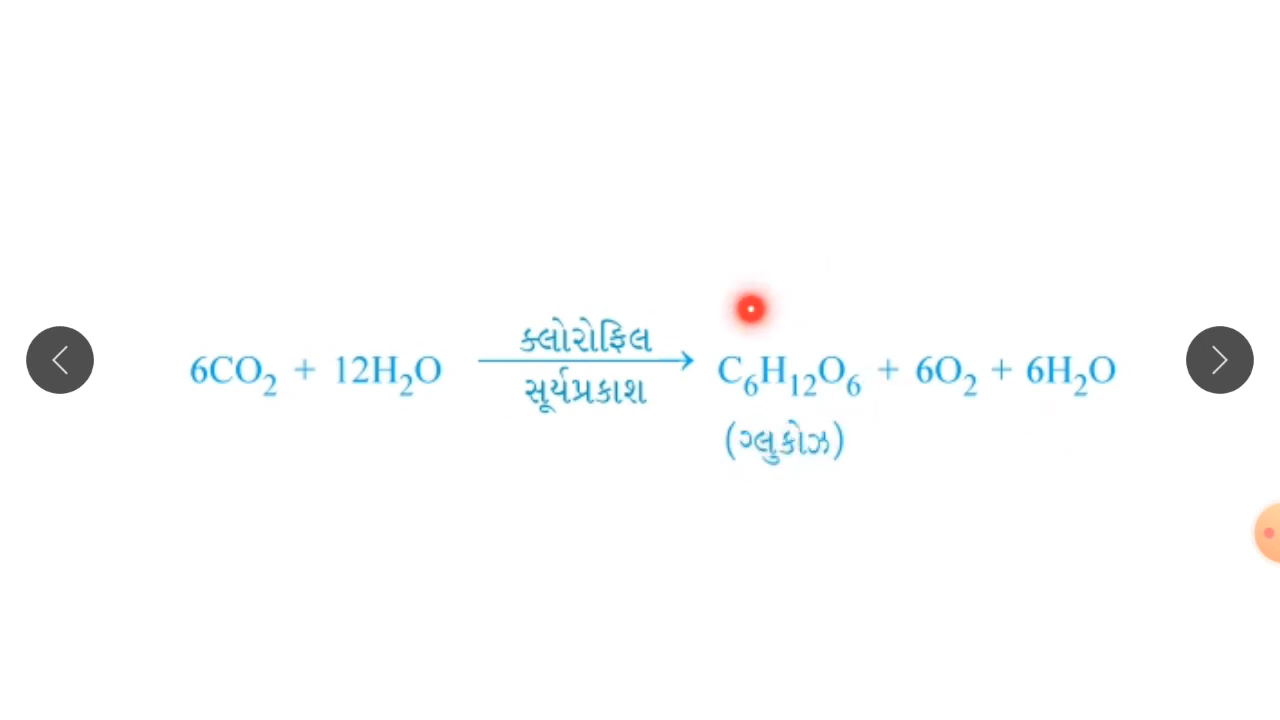 ક્લોરોફિલ
6CO₂ + 12H₂O → C₆H₁₂O₆ + 6O₂ + 6H₂O
સૂર્યપ્રકાશ
(ગ્લુકોઝ)